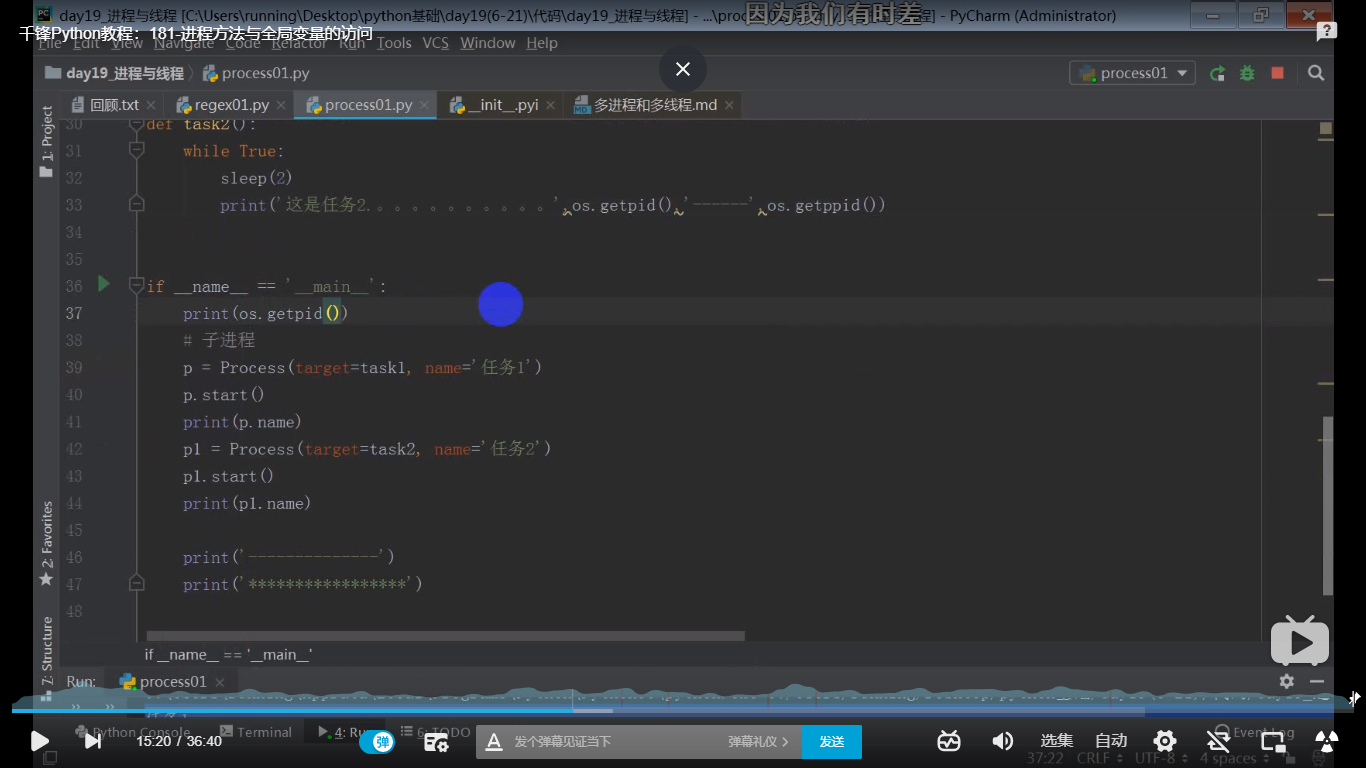 day19_进程与线程 [C:\Users\running\Desktop\python基础\day19(6-21)\代码\day19_进程与线程] - ...\pro 程] - PyCharm (Administrator)
因为我们有时差
千锋Python教程：181-进程方法与全局变量的访问
File Edit View Navigate Code Refactor Run Tools VCS Window Help
day19_进程与线程 process01.py process01
回顾.txt regex01.py process01.py __init__.pyi 多进程和多线程.md
1: Project
30 def task2():
31 while True:
32 sleep(2)
33 print('这是任务2.。。。。。。。。。。',os.getpid(),'------',os.getppid())
34
35
36 if __name__ == '__main__':
37 print(os.getpid())
38 # 子进程
39 p = Process(target=task1, name='任务1')
40 p.start()
41 print(p.name)
42 p1 = Process(target=task2, name='任务2')
43 p1.start()
44 print(p1.name)
45
46 print('--------------')
47 print('*****************')
48
2: Favorites
7: Structure
if __name__ == '__main__'
Run: process01
任务1
Python Console Terminal 4: Run 6: TODO Event Log
15:20 / 36:40 弹 发个弹幕见证当下 弹幕礼仪 > 发送 选集 自动
37:22 CRLF UTF-8 4 spaces